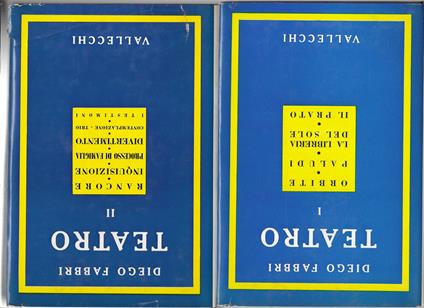 DIEGO FABBRI
TEATRO
I
ORBITE
•
PALUDI
•
LA LIBRERIA
DEL SOLE
•
IL PRATO
VALLECCHI
DIEGO FABBRI
TEATRO
II
RANCORE
•
INQUISIZIONE
•
PROCESSO DI FAMIGLIA
•
DIVERTIMENTO
•
CONTEMPLAZIONE - TRIO
•
I TESTIMONI
VALLECCHI